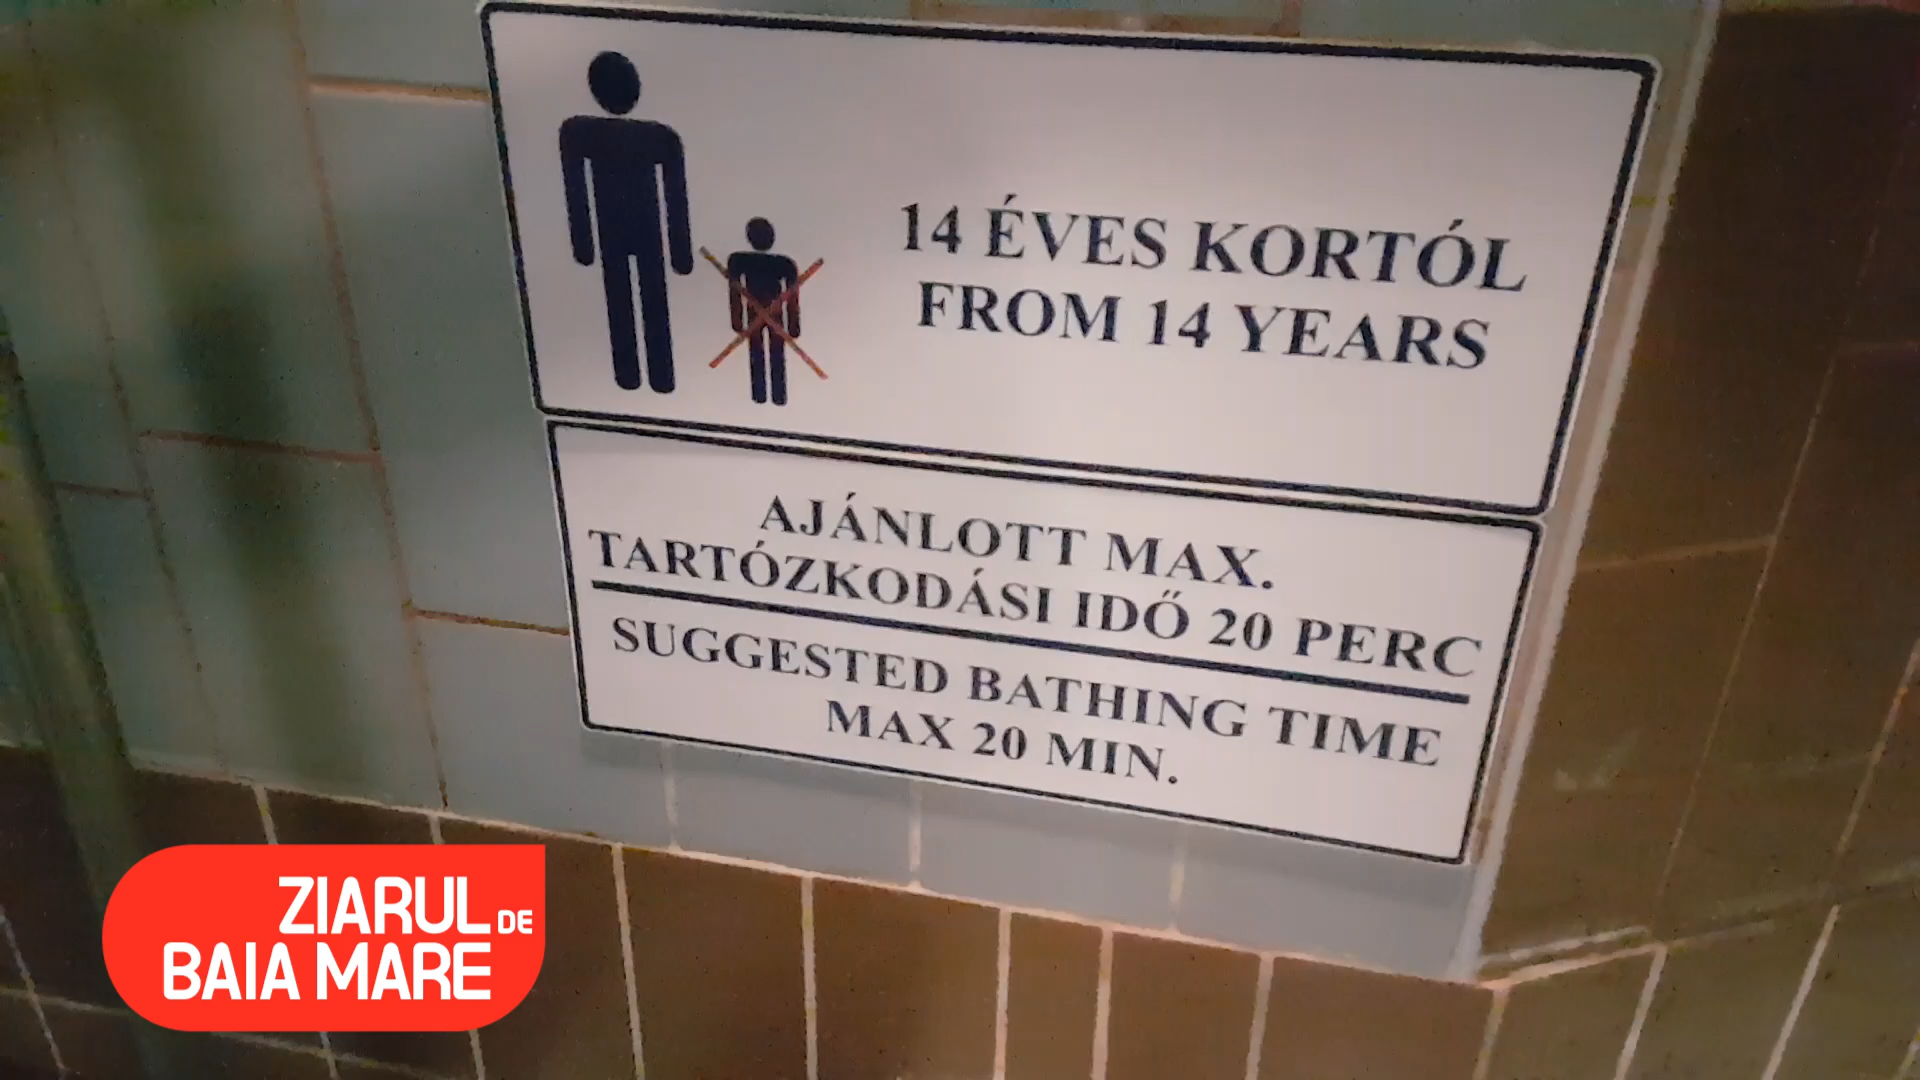 14 ÉVES KORTÓL
FROM 14 YEARS
AJÁNLOTT MAX.
TARTÓZKODÁSI IDŐ 20 PERC
SUGGESTED BATHING TIME
MAX 20 MIN.
ZIARUL DE
BAIA MARE